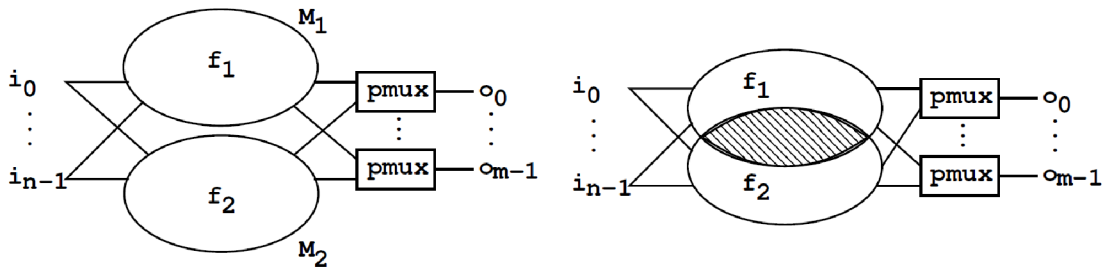 M1
f1
i0
pmux
o0
⋮
⋮
⋮
pmux
in-1
om-1
f2
M2
f1
i0
pmux
o0
⋮
⋮
⋮
in-1
f2
pmux
om-1